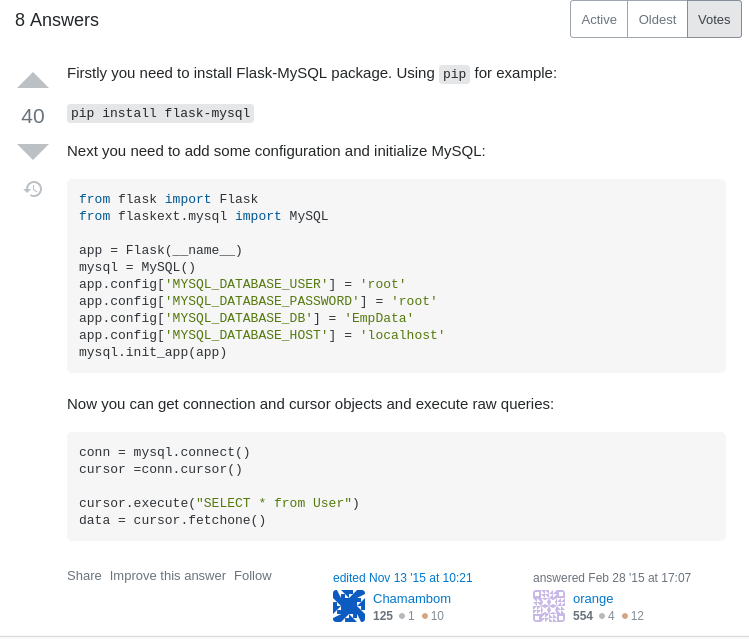 8 Answers
Active Oldest Votes
Firstly you need to install Flask-MySQL package. Using pip for example:
40
pip install flask-mysql
Next you need to add some configuration and initialize MySQL:
from flask import Flask
from flaskext.mysql import MySQL
app = Flask(__name__)
mysql = MySQL()
app.config['MYSQL_DATABASE_USER'] = 'root'
app.config['MYSQL_DATABASE_PASSWORD'] = 'root'
app.config['MYSQL_DATABASE_DB'] = 'EmpData'
app.config['MYSQL_DATABASE_HOST'] = 'localhost'
mysql.init_app(app)
Now you can get connection and cursor objects and execute raw queries:
conn = mysql.connect()
cursor =conn.cursor()
cursor.execute("SELECT * from User")
data = cursor.fetchone()
Share Improve this answer Follow
edited Nov 13 '15 at 10:21
Chamambom
125 ●1 ●10
answered Feb 28 '15 at 17:07
orange
554 ●4 ●12